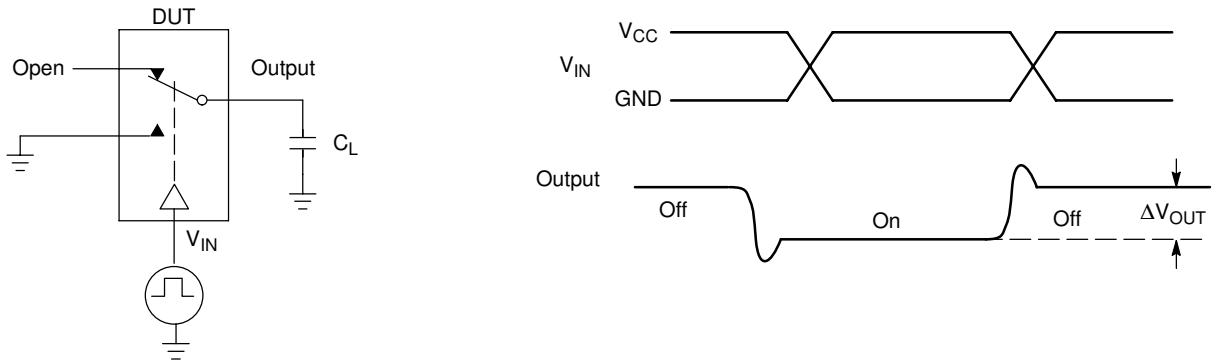 DUT
Open
Output
C_L
V_IN
V_CC
V_IN
GND
Output
Off
On
Off
ΔV_OUT